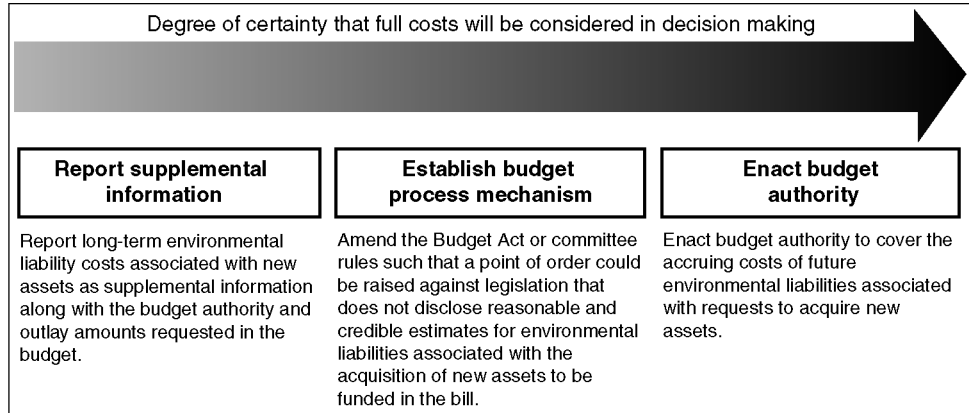 Degree of certainty that full costs will be considered in decision making
Report supplemental
information
Report long-term environmental
liability costs associated with new
assets as supplemental information
along with the budget authority and
outlay amounts requested in the
budget.
Establish budget
process mechanism
Amend the Budget Act or committee
rules such that a point of order could
be raised against legislation that
does not disclose reasonable and
credible estimates for environmental
liabilities associated with the
acquisition of new assets to be
funded in the bill.
Enact budget
authority
Enact budget authority to cover the
accruing costs of future
environmental liabilities associated
with requests to acquire new
assets.